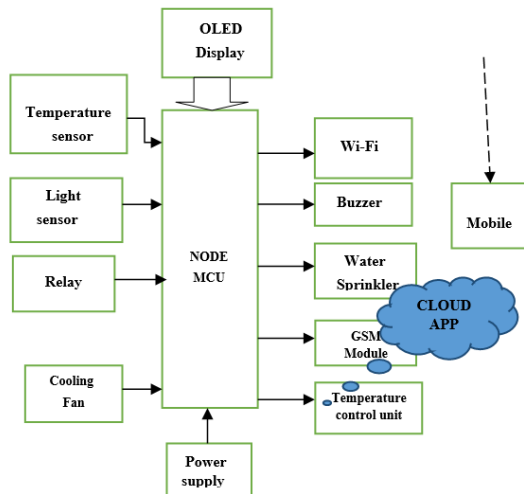 OLED
Display
Temperature
sensor
Light
sensor
Relay
Cooling
Fan
NODE
MCU
Power
supply
Wi-Fi
Buzzer
Water
Sprinkler
GSM
Module
Temperature
control unit
Mobile
CLOUD
APP